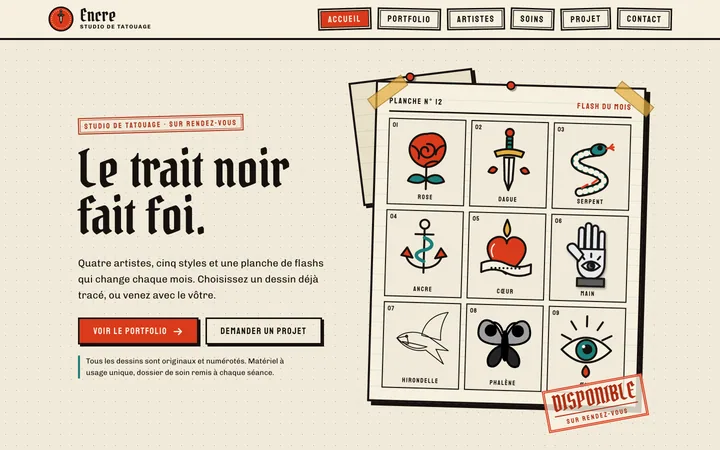 Encre
STUDIO DE TATOUAGE
ACCUEIL
PORTFOLIO
ARTISTES
SOINS
PROJET
CONTACT
STUDIO DE TATOUAGE · SUR RENDEZ-VOUS
Le trait noir
fait foi.
Quatre artistes, cinq styles et une planche de flashs
qui change chaque mois. Choisissez un dessin déjà
tracé, ou venez avec le vôtre.
VOIR LE PORTFOLIO
DEMANDER UN PROJET
Tous les dessins sont originaux et numérotés. Matériel à
usage unique, dossier de soin remis à chaque séance.
PLANCHE N° 12
FLASH DU MOIS
01
ROSE
02
DAGUE
03
SERPENT
04
ANCRE
05
CŒUR
06
MAIN
07
HIRONDELLE
08
PHALÈNE
09
DISPONIBLE
SUR RENDEZ-VOUS